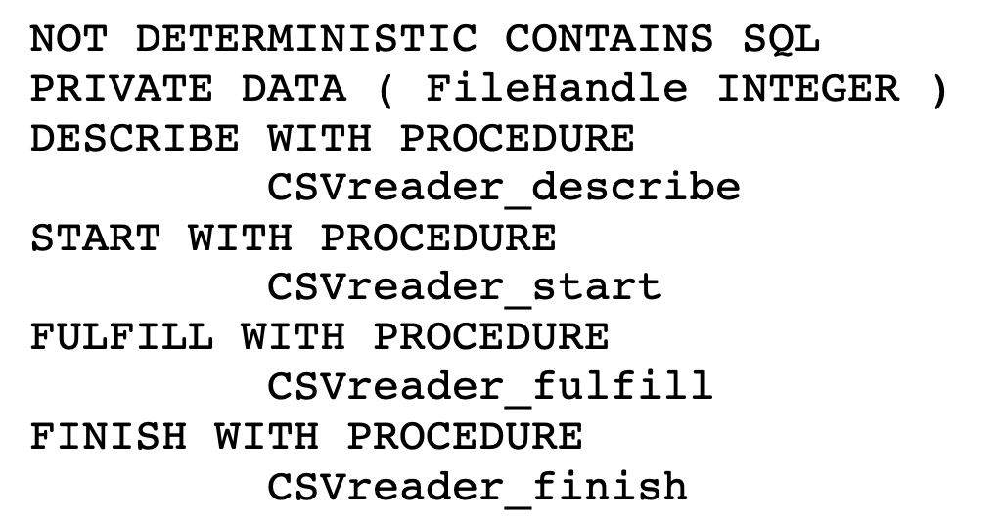 NOT DETERMINISTIC CONTAINS SQL
PRIVATE DATA ( FileHandle INTEGER )
DESCRIBE WITH PROCEDURE
CSVreader_describe
START WITH PROCEDURE
CSVreader_start
FULFILL WITH PROCEDURE
CSVreader_fulfill
FINISH WITH PROCEDURE
CSVreader_finish